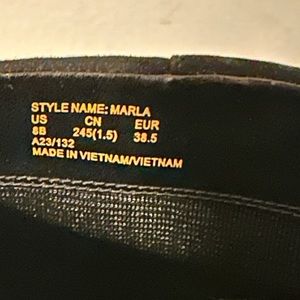 STYLE NAME: MARLA
US CN EUR
8B 245(1.5) 38.5
A23/132
MADE IN VIETNAM/VIETNAM